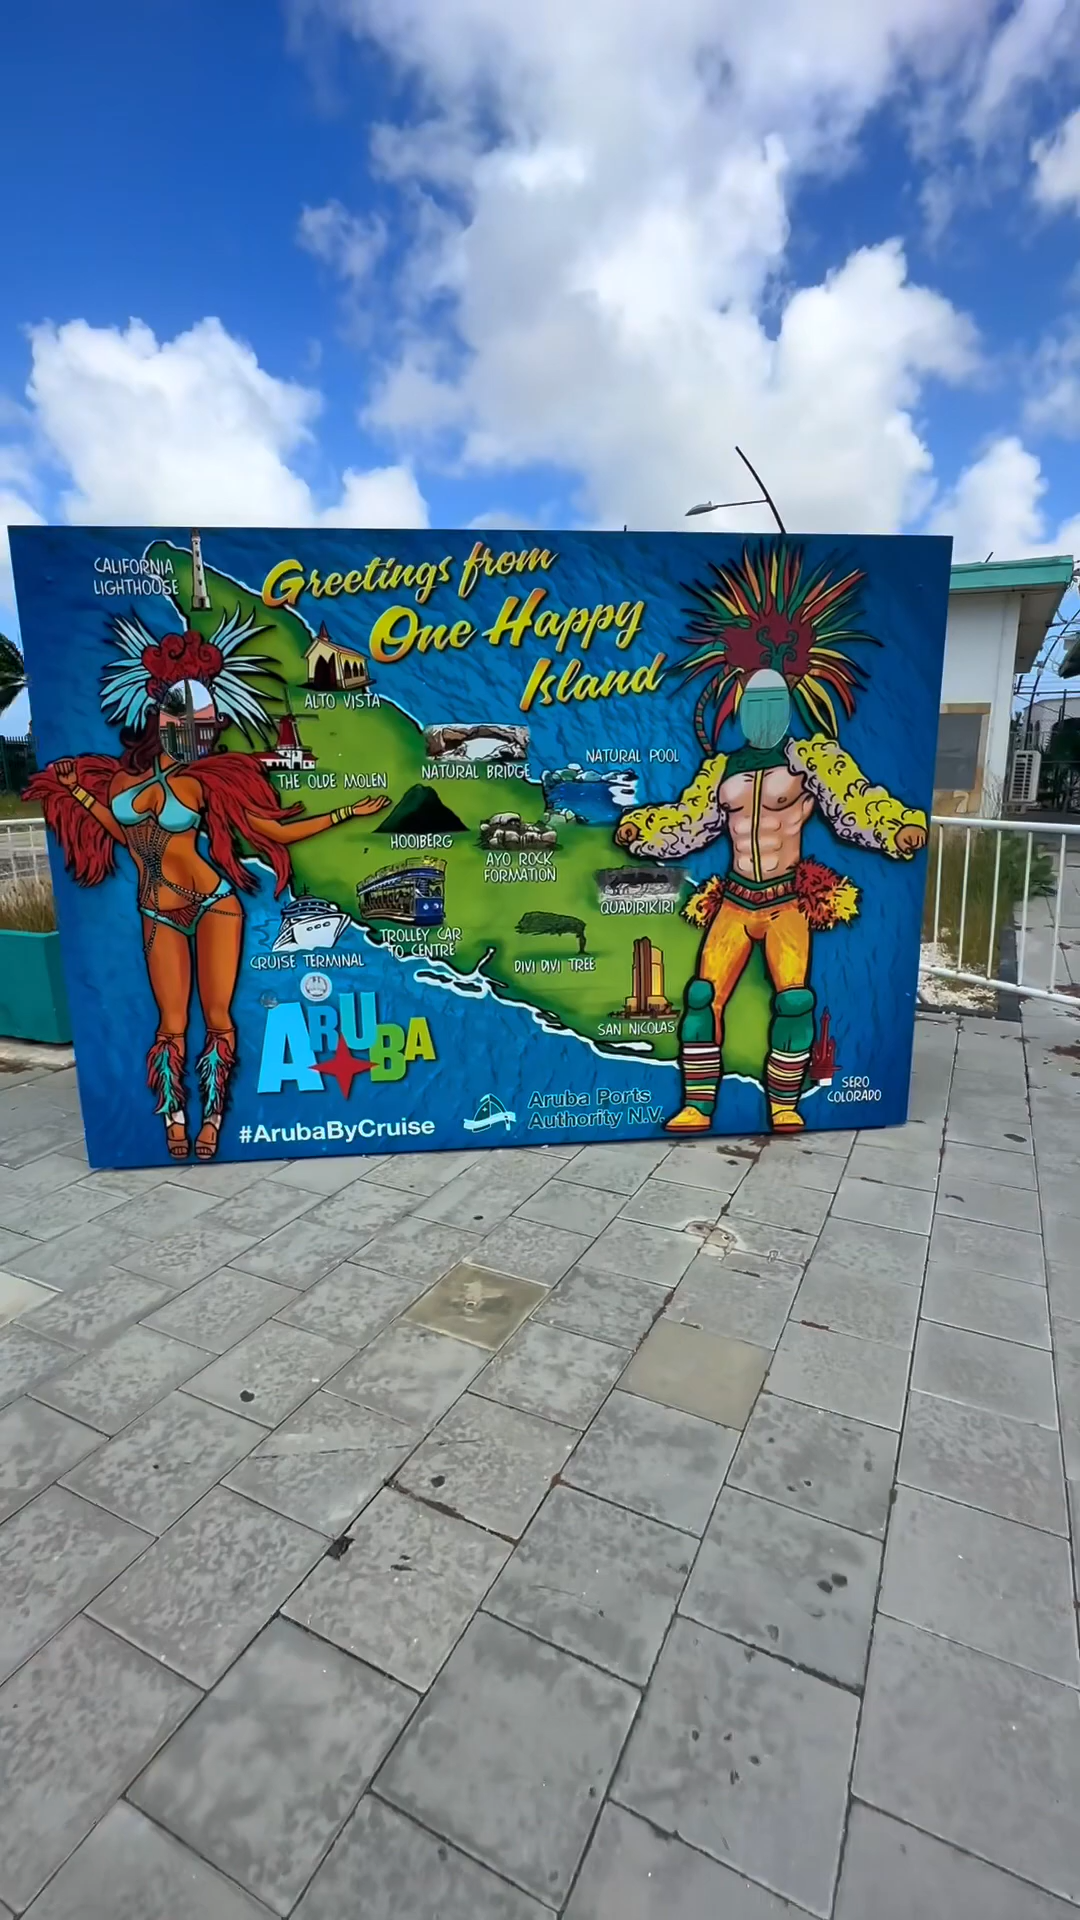 CALIFORNIA
LIGHTHOUSE
Greetings from
One Happy
Island
ALTO VISTA
THE OLDE MOLEN
NATURAL BRIDGE
NATURAL POOL
HOOIBERG
AYO ROCK
FORMATION
QUADIRIKIRI
TROLLEY CAR
TO CENTRE
CRUISE TERMINAL
DIVI DIVI TREE
SAN NICOLAS
SERO
COLORADO
ARUBA
#ArubaByCruise
Aruba Ports
Authority N.V.